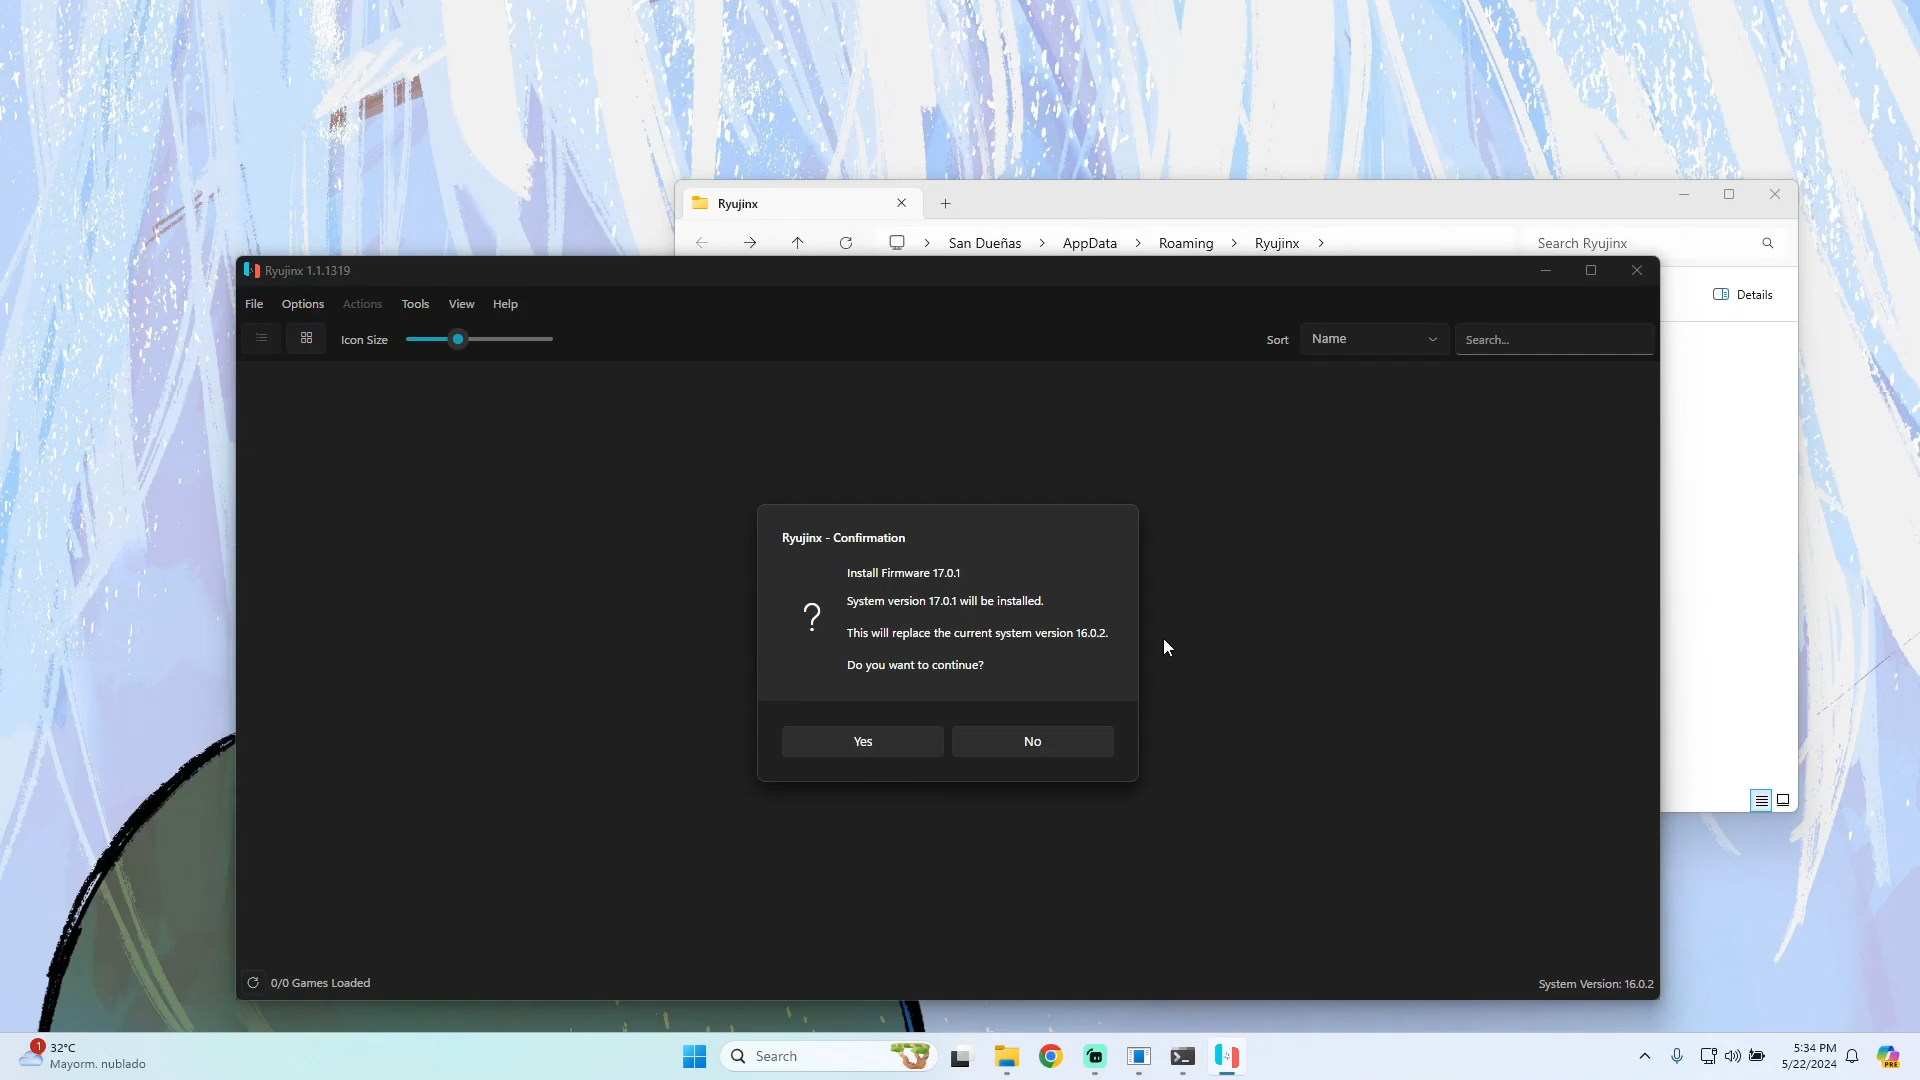 Ryujinx
San Dueñas > AppData > Roaming > Ryujinx >
Search Ryujinx
Ryujinx 1.1.1319
Details
File Options Actions Tools View Help
Icon Size
Sort Name Search...
Ryujinx - Confirmation
Install Firmware 17.0.1
System version 17.0.1 will be installed.
?
This will replace the current system version 16.0.2.
Do you want to continue?
Yes No
0/0 Games Loaded
System Version: 16.0.2
1
32°C
Mayorm. nublado
Search
PRE
5:34 PM
5/22/2024